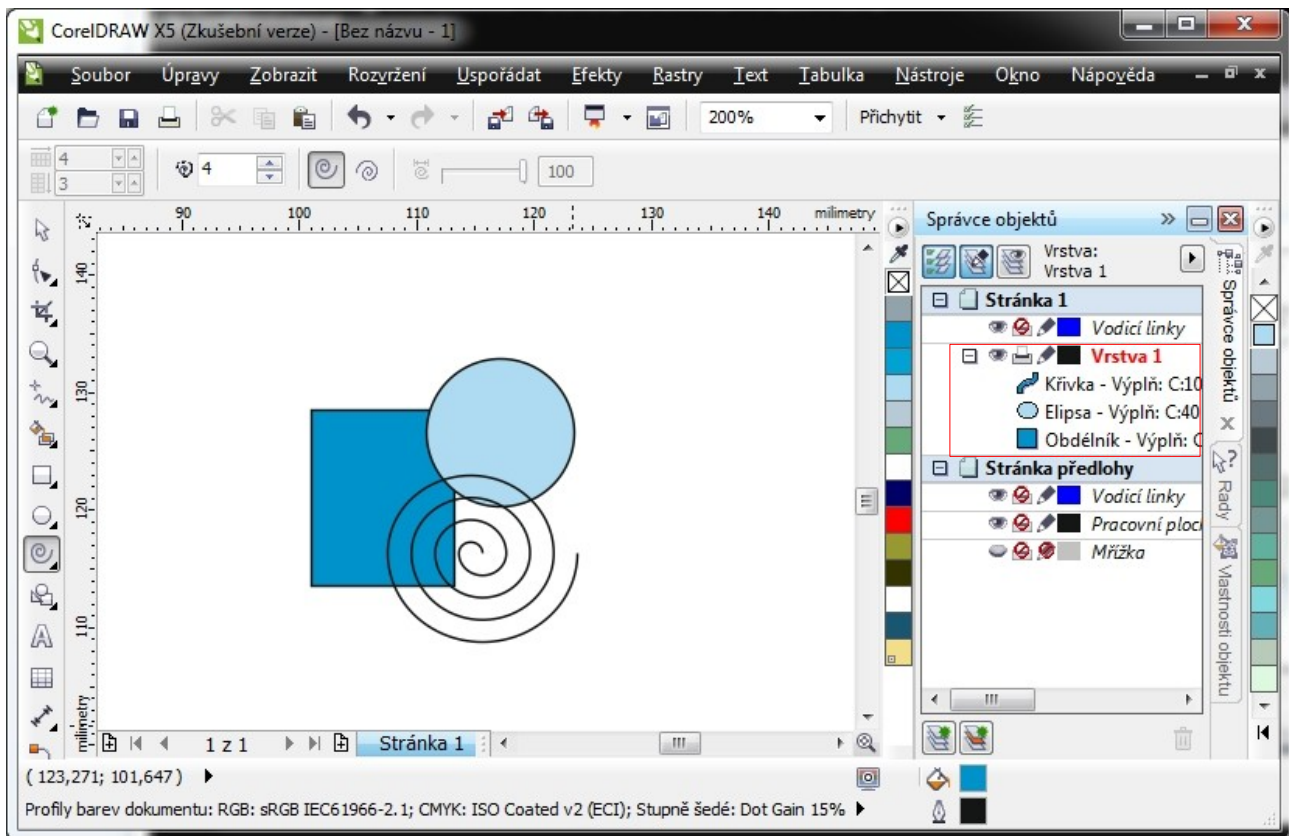 CorelDRAW X5 (Zkušební verze) - [Bez názvu - 1]
Soubor Úpravy Zobrazit Rozvržení Uspořádat Efekty Rastry Text Tabulka Nástroje Okno Nápověda
200% Přichytit
4
3
4
100
90 100 110 120 130 140 milimetry
140
130
120
110
milimetry
Správce objektů
Vrstva:
Vrstva 1
Stránka 1
Vodicí linky
Vrstva 1
Křivka - Výplň: C:10
Elipsa - Výplň: C:40
Obdélník - Výplň: C
Stránka předlohy
Vodicí linky
Pracovní ploc
Mřížka
Správce objektů
Rady
Vlastnosti objektu
1 z 1 Stránka 1
( 123,271; 101,647 )
Profily barev dokumentu: RGB: sRGB IEC61966-2.1; CMYK: ISO Coated v2 (ECI); Stupně šedé: Dot Gain 15%